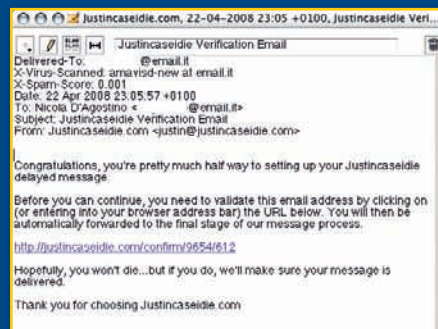 Justincaseidie.com, 22-04-2008 23:05 +0100, Justincaseidie Veri...
Justincaseidie Verification Email
Delivered-To: @email.it
X-Virus-Scanned: amavisd-new at email.it
X-Spam-Score: 0.001
Date: 22 Apr 2008 23:05:57 +0100
To: Nicola D'Agostino < @email.it>
Subject: Justincaseidie Verification Email
From: Justincaseidie.com <justin@justincaseidie.com>
Congratulations, you're pretty much half way to setting up your Justincaseidie
delayed message.
Before you can continue, you need to validate this email address by clicking on
(or entering into your browser address bar) the URL below. You will then be
automatically forwarded to the final stage of our message process.
http://justincaseidie.com/confirm/9654/612
Hopefully, you won't die...but if you do, we'll make sure your message is
delivered.
Thank you for choosing Justincaseidie.com